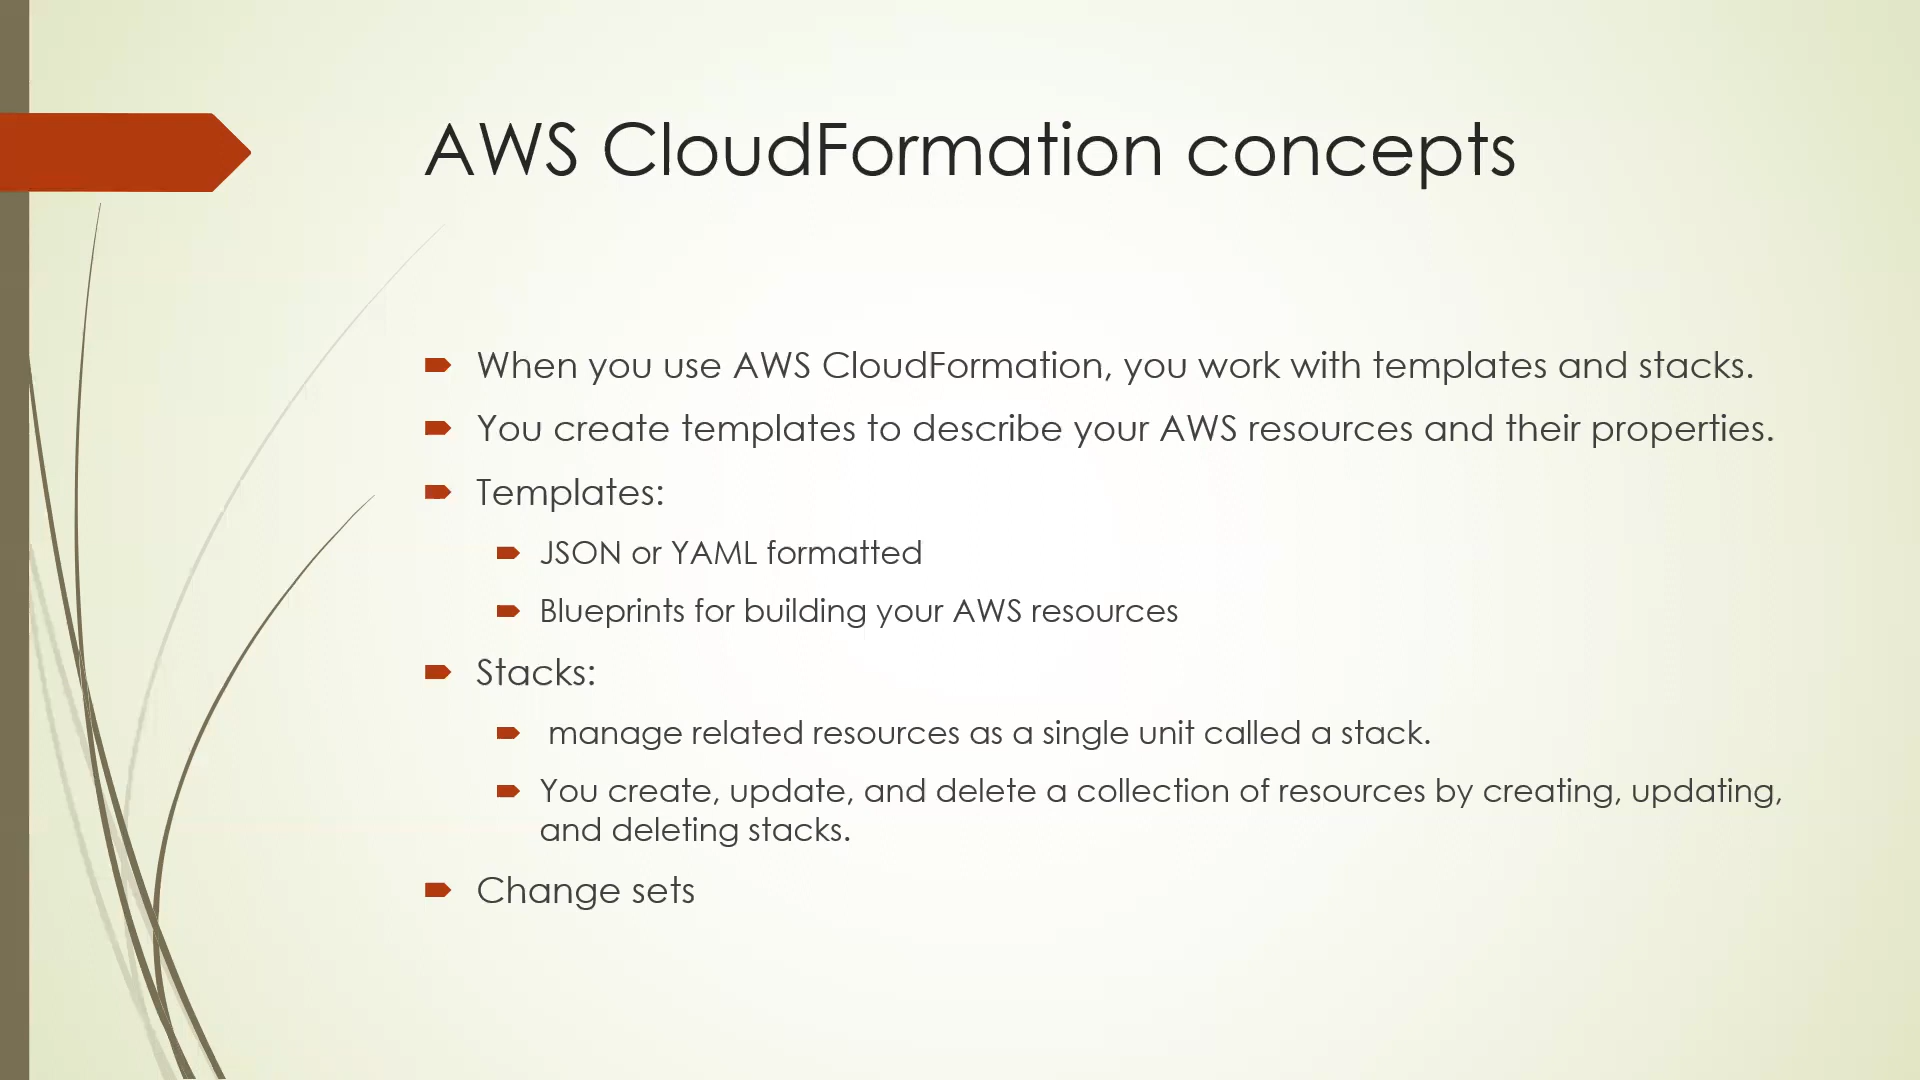 AWS CloudFormation concepts
When you use AWS CloudFormation, you work with templates and stacks.
You create templates to describe your AWS resources and their properties.
Templates:
JSON or YAML formatted
Blueprints for building your AWS resources
Stacks:
manage related resources as a single unit called a stack.
You create, update, and delete a collection of resources by creating, updating,
and deleting stacks.
Change sets